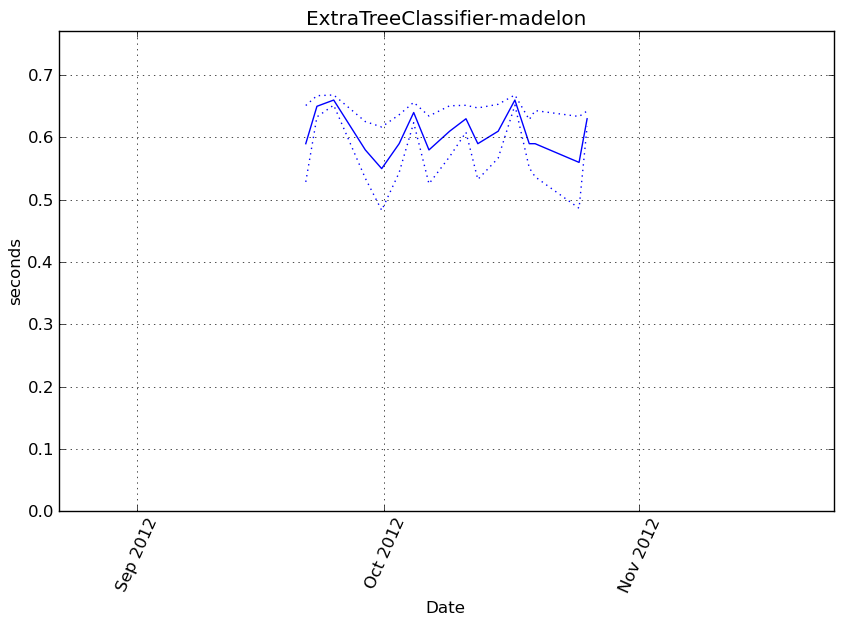 ExtraTreeClassifier-madelon
0.7
0.6
0.5
0.4
0.3
0.2
0.1
0.0
seconds
Sep 2012
Oct 2012
Nov 2012
Date